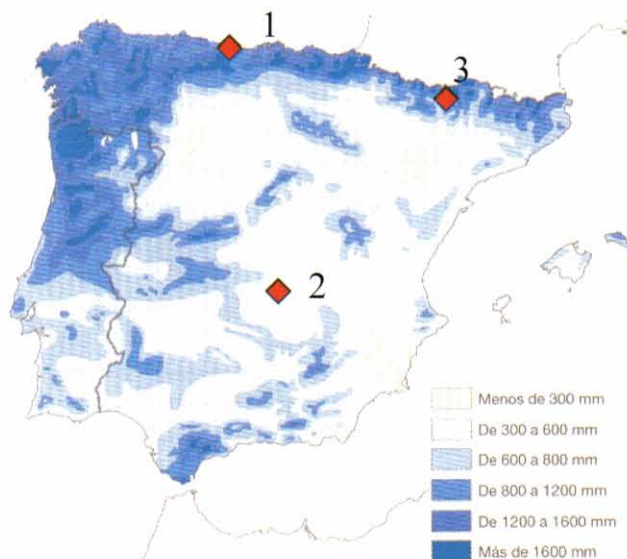 1
3
2
Menos de 300 mm
De 300 a 600 mm
De 600 a 800 mm
De 800 a 1200 mm
De 1200 a 1600 mm
Más de 1600 mm